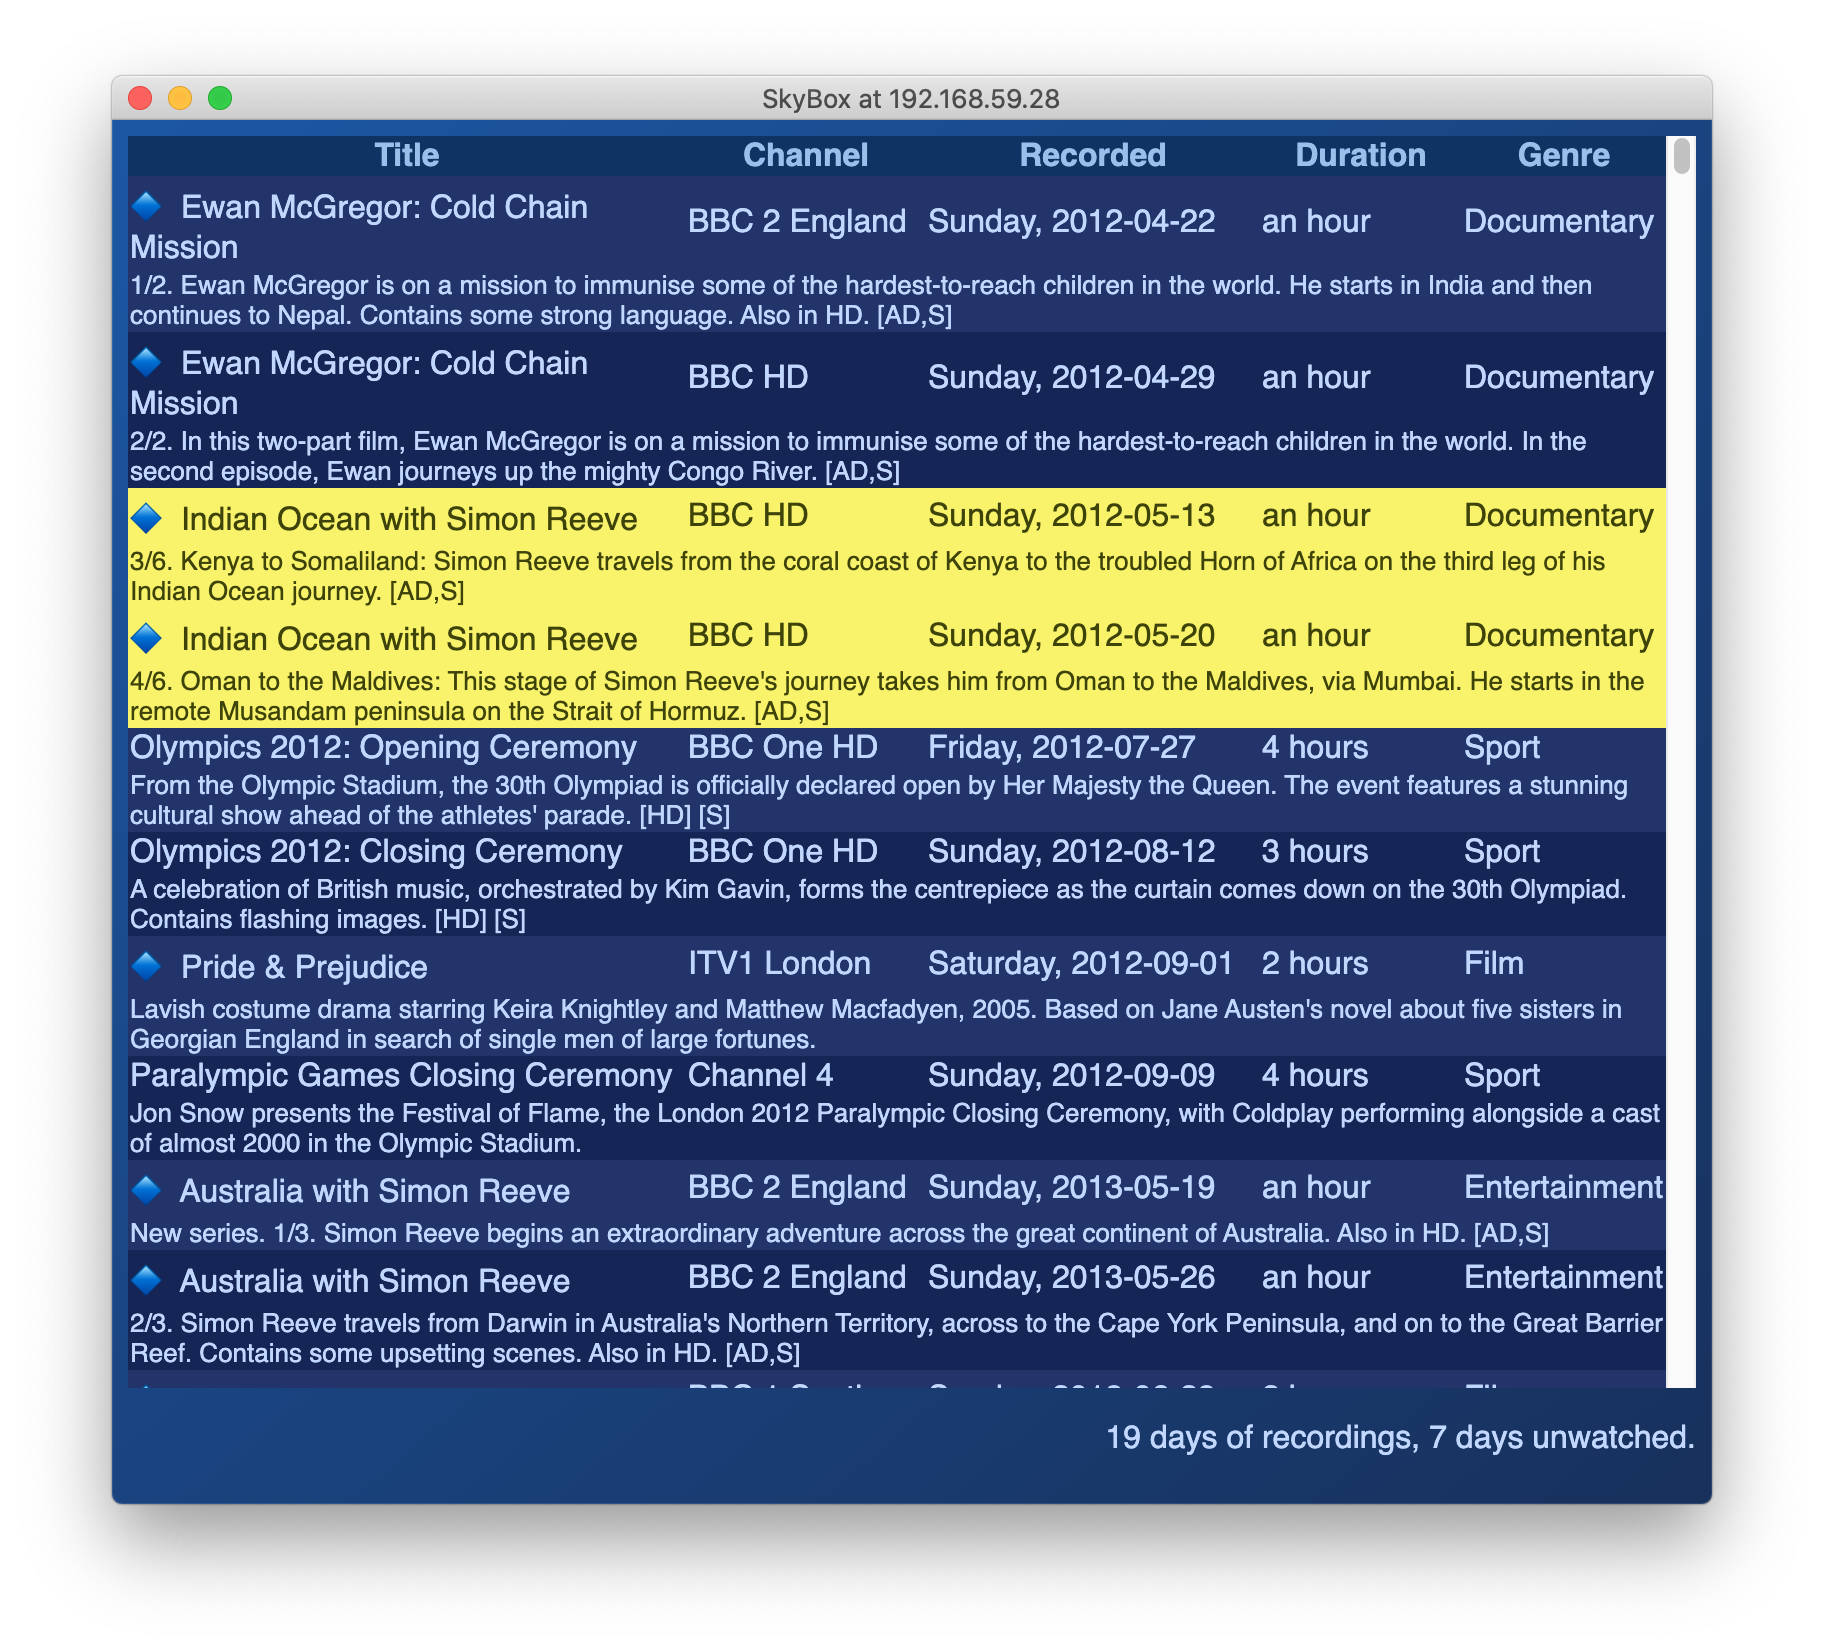 SkyBox at 192.168.59.28
Title Channel Recorded Duration Genre
Ewan McGregor: Cold Chain
Mission
BBC 2 England Sunday, 2012-04-22 an hour Documentary
1/2. Ewan McGregor is on a mission to immunise some of the hardest-to-reach children in the world. He starts in India and then
continues to Nepal. Contains some strong language. Also in HD. [AD,S]
Ewan McGregor: Cold Chain
Mission
BBC HD Sunday, 2012-04-29 an hour Documentary
2/2. In this two-part film, Ewan McGregor is on a mission to immunise some of the hardest-to-reach children in the world. In the
second episode, Ewan journeys up the mighty Congo River. [AD,S]
Indian Ocean with Simon Reeve BBC HD Sunday, 2012-05-13 an hour Documentary
3/6. Kenya to Somaliland: Simon Reeve travels from the coral coast of Kenya to the troubled Horn of Africa on the third leg of his
Indian Ocean journey. [AD,S]
Indian Ocean with Simon Reeve BBC HD Sunday, 2012-05-20 an hour Documentary
4/6. Oman to the Maldives: This stage of Simon Reeve's journey takes him from Oman to the Maldives, via Mumbai. He starts in the
remote Musandam peninsula on the Strait of Hormuz. [AD,S]
Olympics 2012: Opening Ceremony BBC One HD Friday, 2012-07-27 4 hours Sport
From the Olympic Stadium, the 30th Olympiad is officially declared open by Her Majesty the Queen. The event features a stunning
cultural show ahead of the athletes' parade. [HD] [S]
Olympics 2012: Closing Ceremony BBC One HD Sunday, 2012-08-12 3 hours Sport
A celebration of British music, orchestrated by Kim Gavin, forms the centrepiece as the curtain comes down on the 30th Olympiad.
Contains flashing images. [HD] [S]
Pride & Prejudice ITV1 London Saturday, 2012-09-01 2 hours Film
Lavish costume drama starring Keira Knightley and Matthew Macfadyen, 2005. Based on Jane Austen's novel about five sisters in
Georgian England in search of single men of large fortunes.
Paralympic Games Closing Ceremony Channel 4 Sunday, 2012-09-09 4 hours Sport
Jon Snow presents the Festival of Flame, the London 2012 Paralympic Closing Ceremony, with Coldplay performing alongside a cast
of almost 2000 in the Olympic Stadium.
Australia with Simon Reeve BBC 2 England Sunday, 2013-05-19 an hour Entertainment
New series. 1/3. Simon Reeve begins an extraordinary adventure across the great continent of Australia. Also in HD. [AD,S]
Australia with Simon Reeve BBC 2 England Sunday, 2013-05-26 an hour Entertainment
2/3. Simon Reeve travels from Darwin in Australia's Northern Territory, across to the Cape York Peninsula, and on to the Great Barrier
Reef. Contains some upsetting scenes. Also in HD. [AD,S]
19 days of recordings, 7 days unwatched.